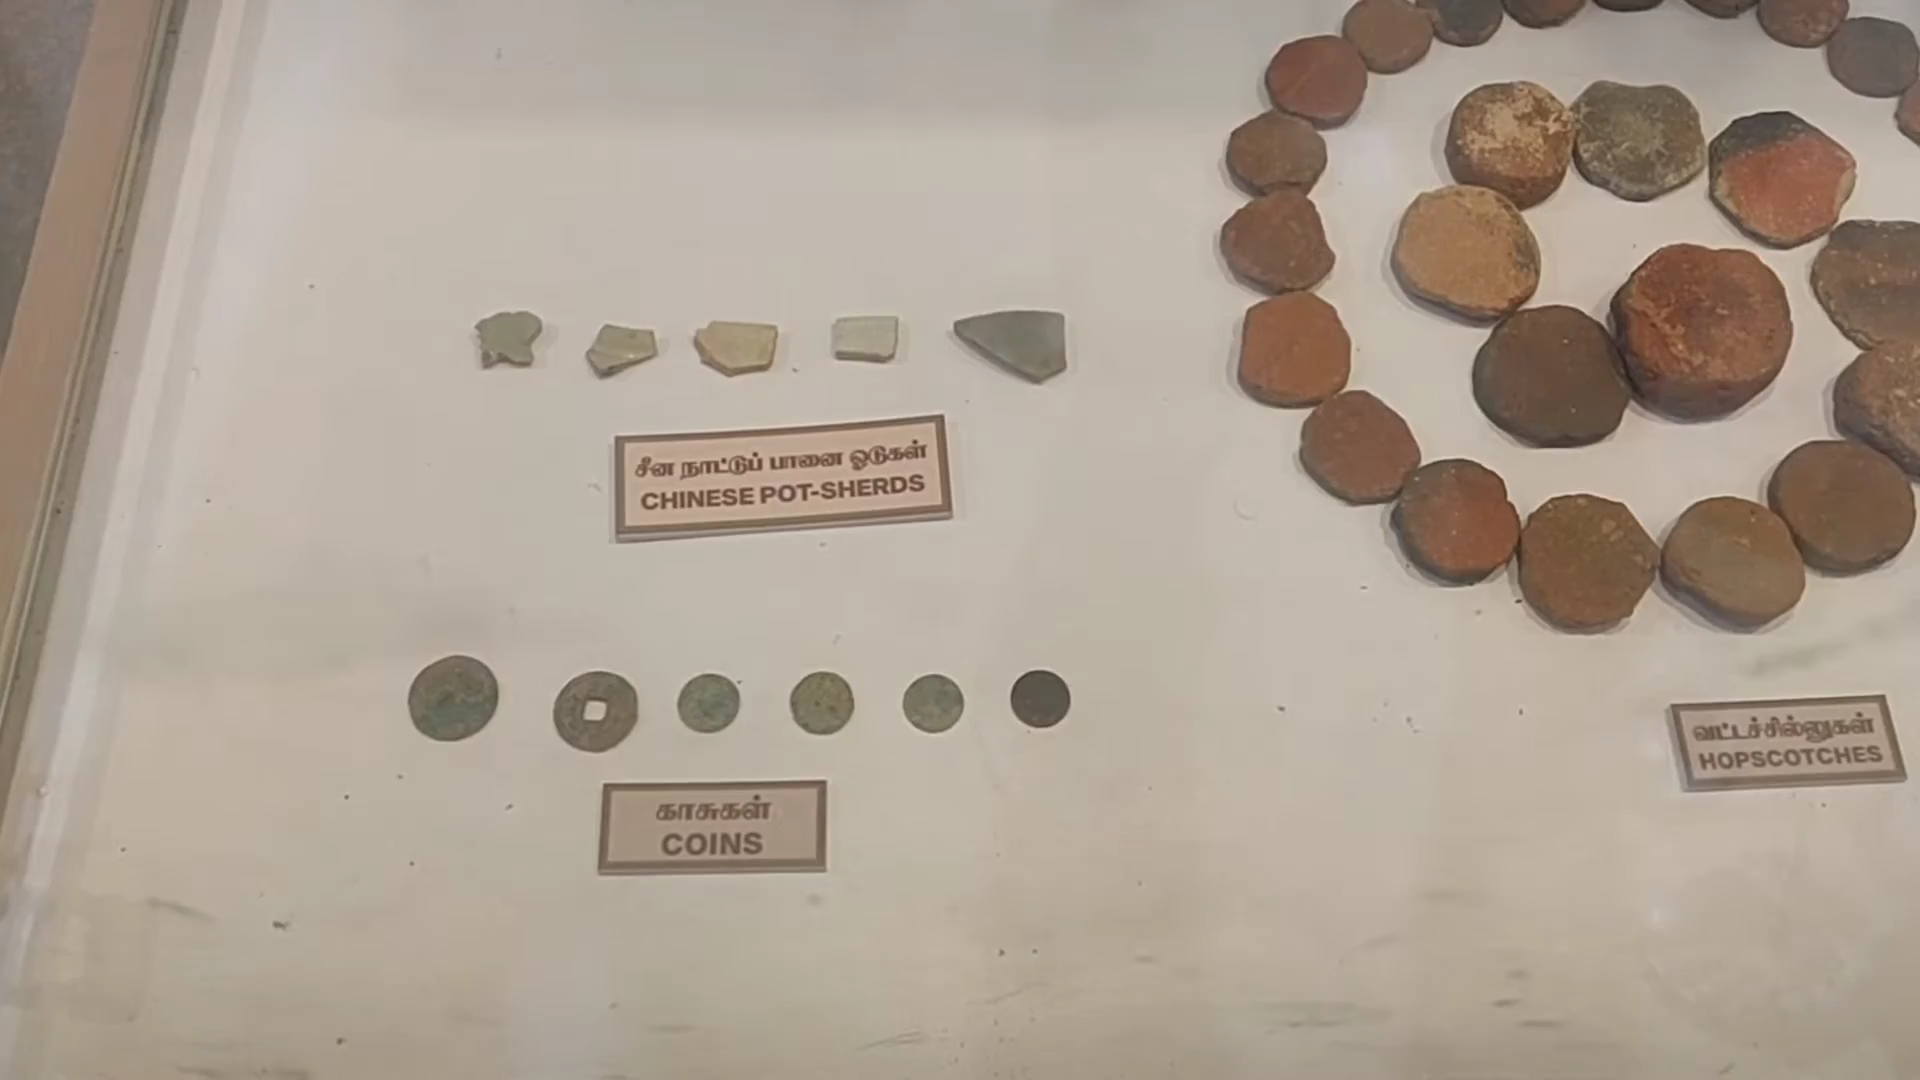 சீன நாட்டுப் பானை ஓடுகள்
CHINESE POT-SHERDS
காசுகள்
COINS
வட்டச்சில்லுகள்
HOPSCOTCHES